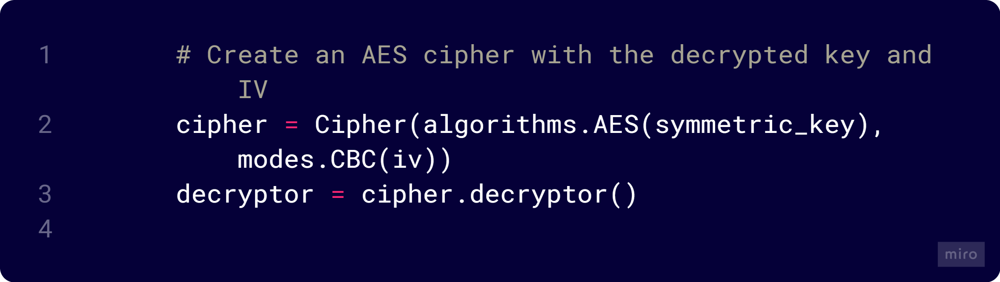 1 # Create an AES cipher with the decrypted key and
IV
2 cipher = Cipher(algorithms.AES(symmetric_key),
modes.CBC(iv))
3 decryptor = cipher.decryptor()
4
miro